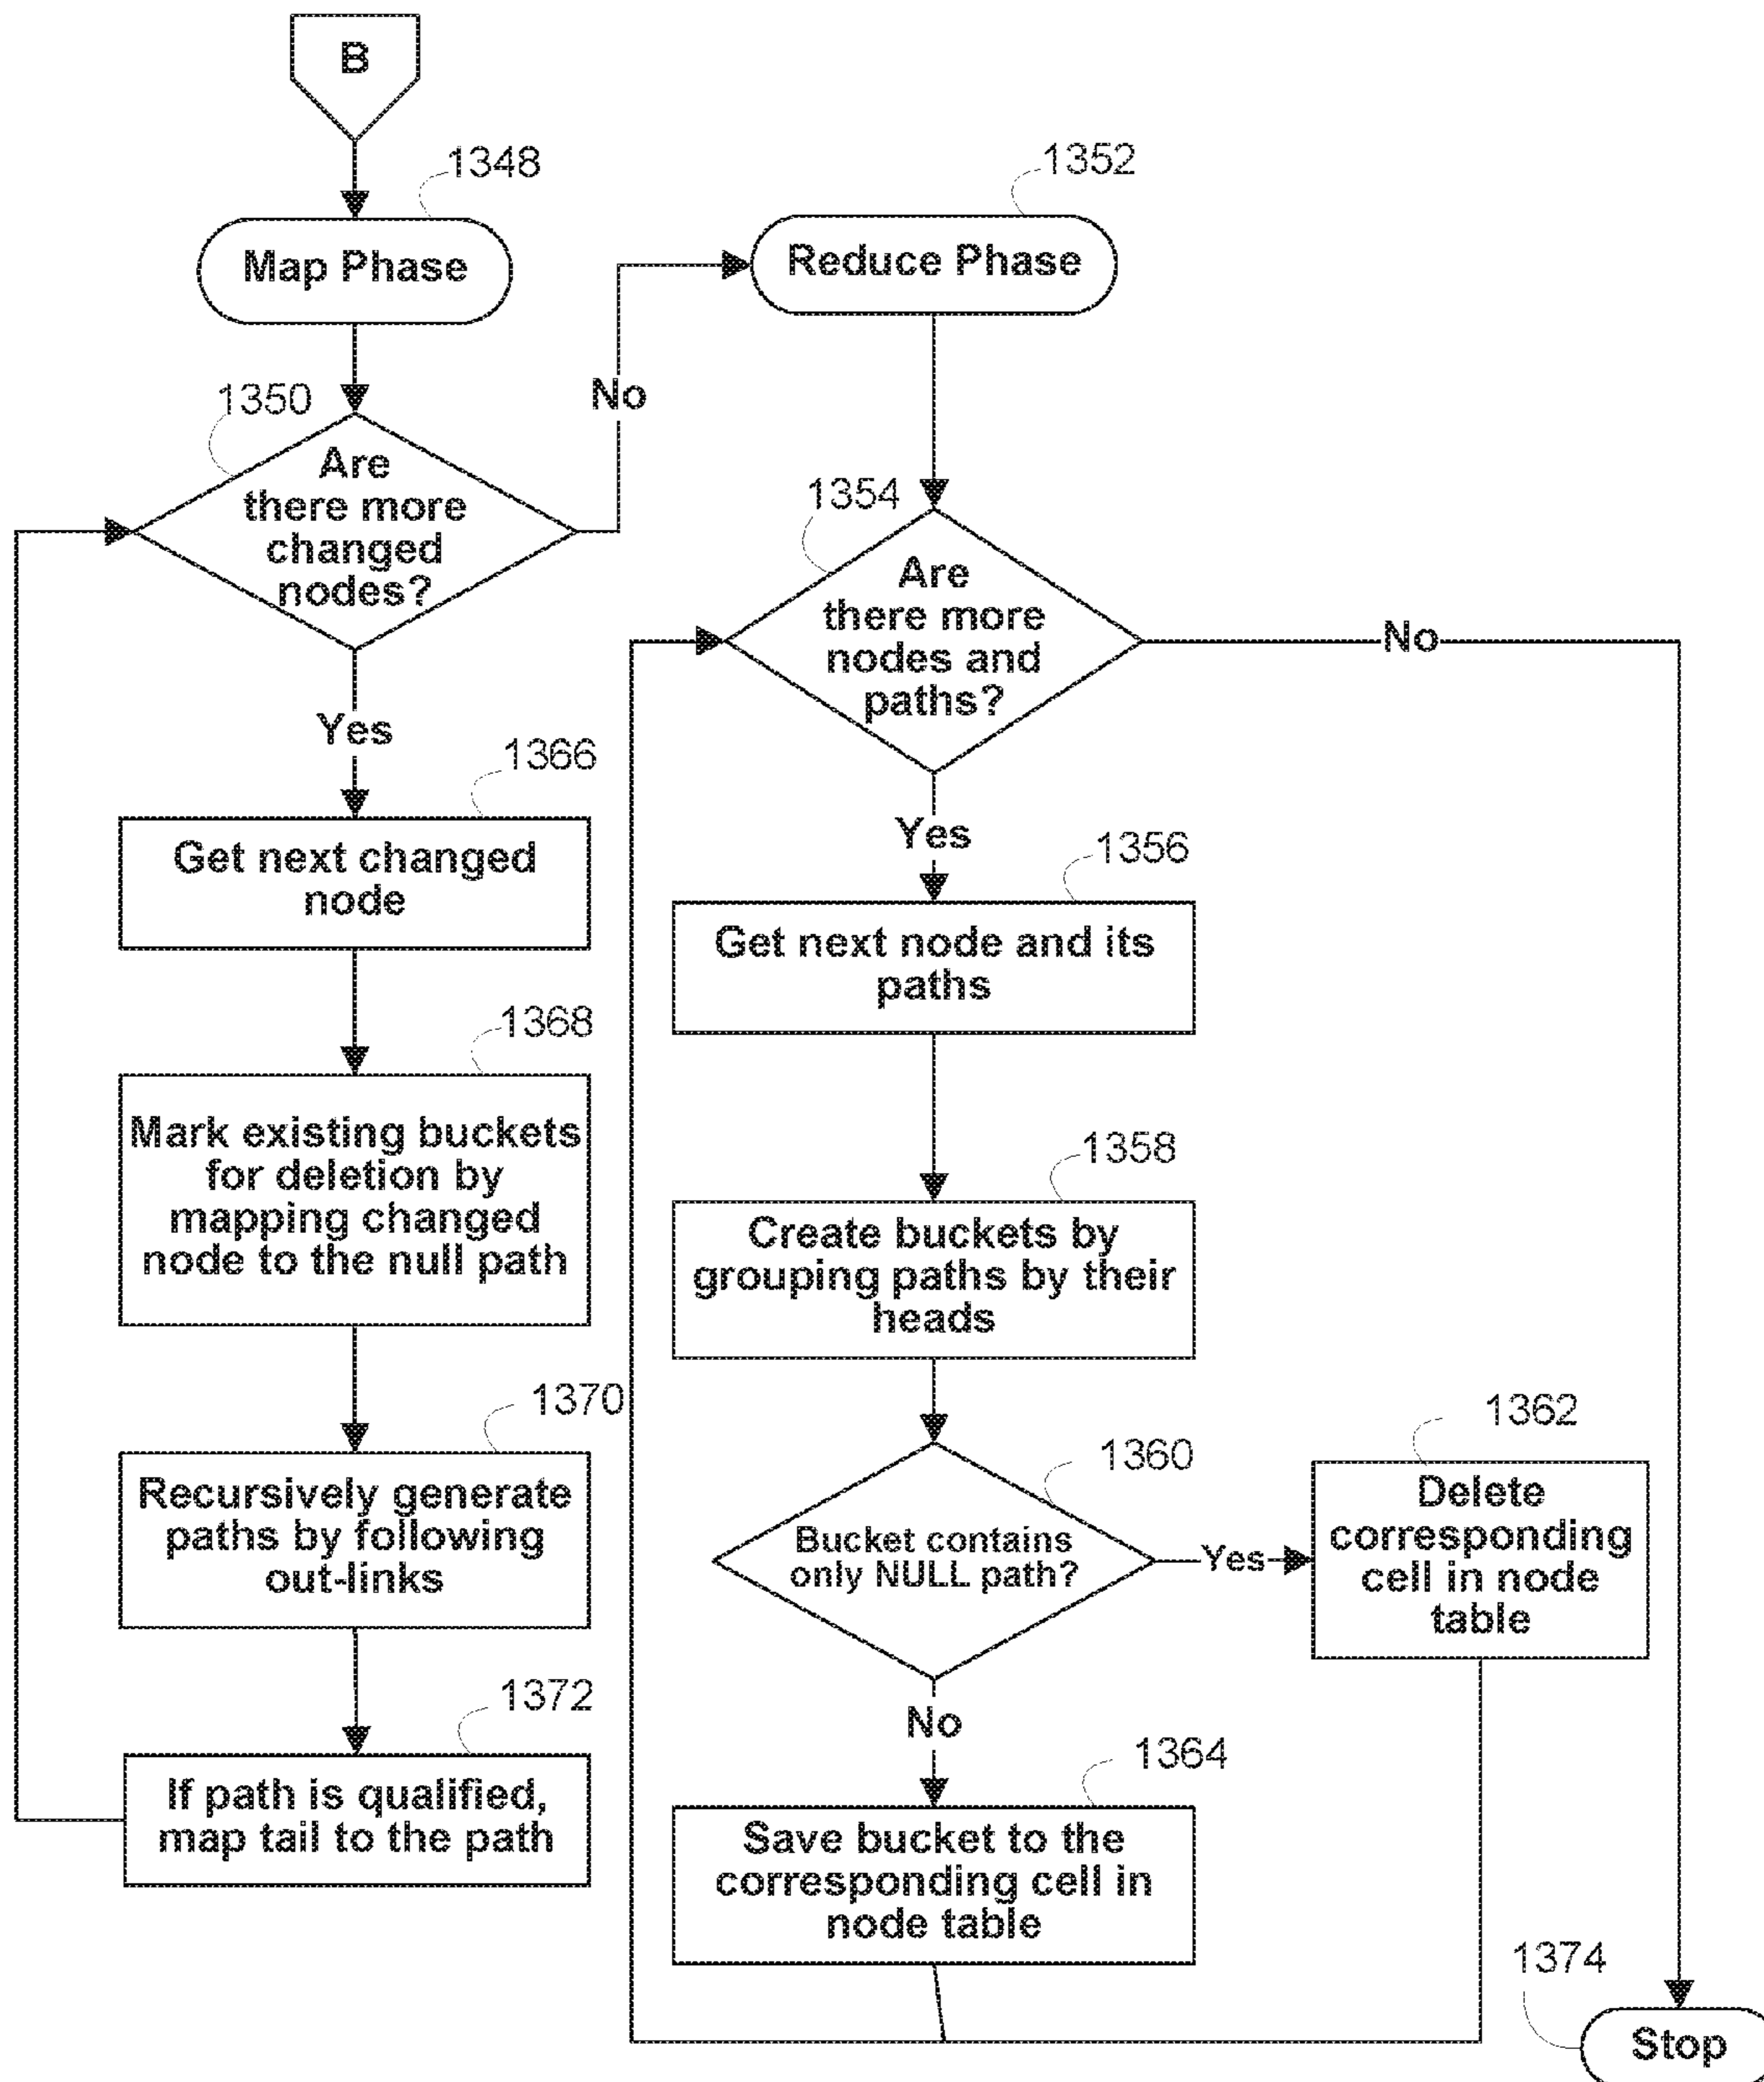 B
1348
Map Phase
1350
Are
there more
changed
nodes?
No
Yes
1366
Get next changed
node
1368
Mark existing buckets
for deletion by
mapping changed
node to the null path
1370
Recursively generate
paths by following
out-links
1372
If path is qualified,
map tail to the path
1352
Reduce Phase
1354
Are
there more
nodes and
paths?
No
Yes
1356
Get next node and its
paths
1358
Create buckets by
grouping paths by their
heads
1360
Bucket contains
only NULL path?
Yes
1362
Delete
corresponding
cell in node
table
No
1364
Save bucket to the
corresponding cell in
node table
1374
Stop